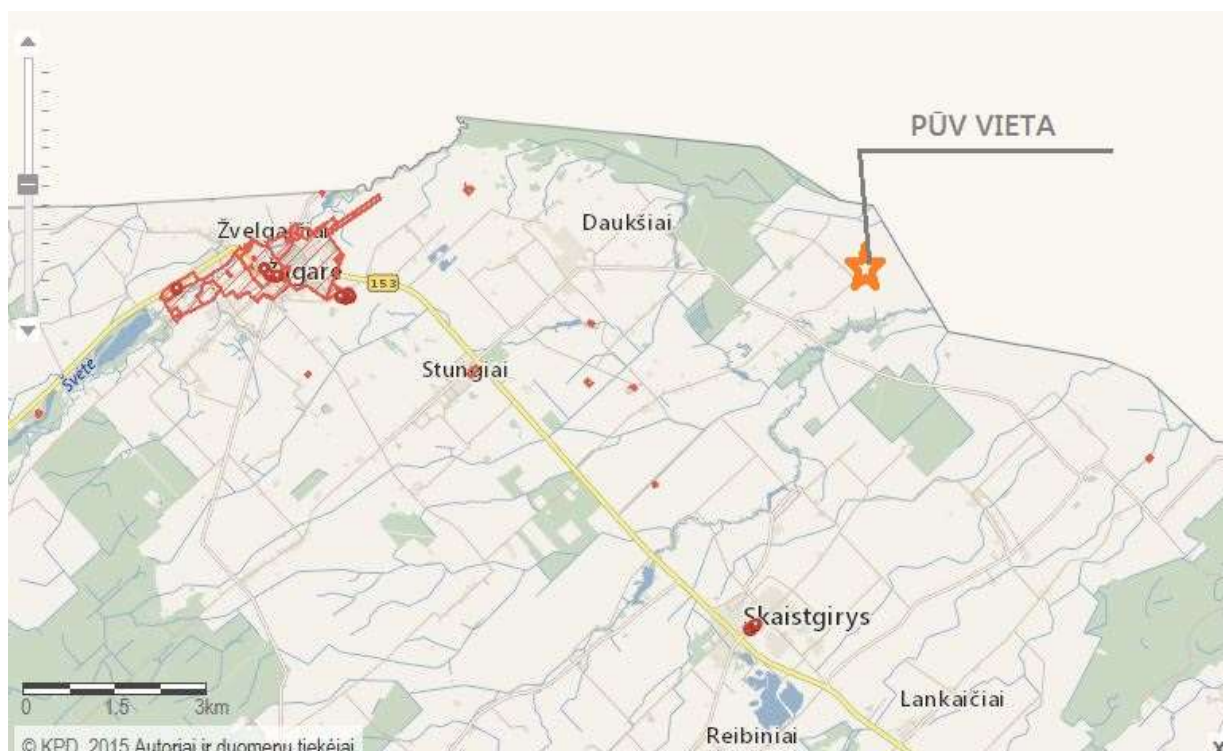 PŪV VIETA
Žvelgaičiai
Daukšiai
Žagarė
153
Stungiai
Švėtė
Skaistgirys
Lankaičiai
Reibiniai
0 1,5 3km
© KPD, 2015 Autoriai ir duomenų tiekėjai